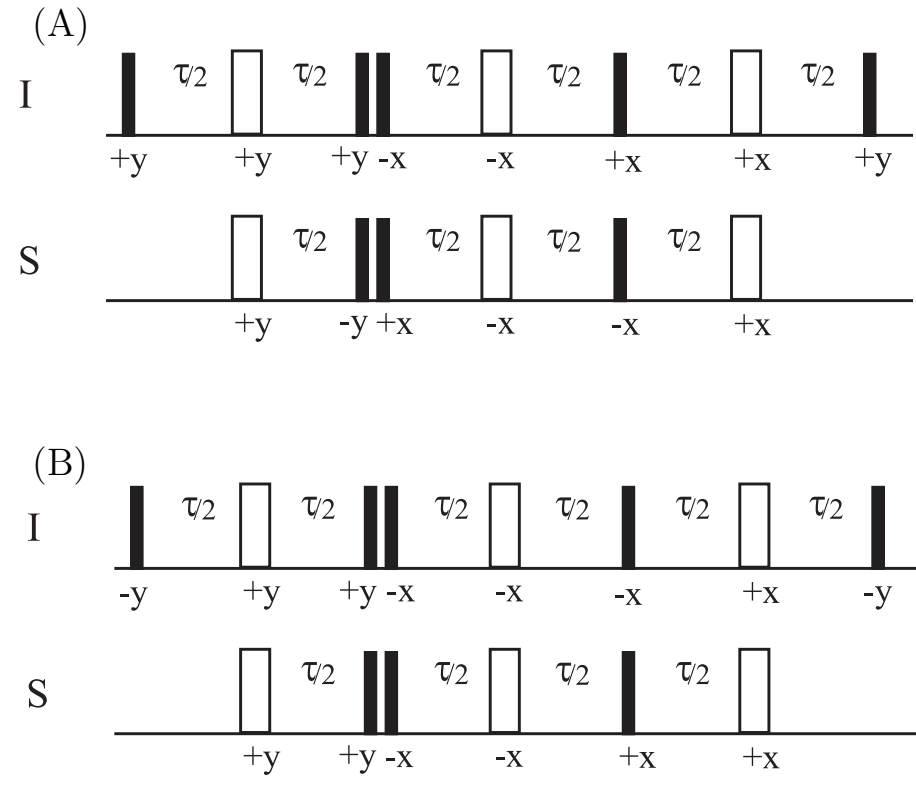 (A)
I
τ/2 τ/2 τ/2 τ/2 τ/2 τ/2
+y +y +y -x -x +x +x +y
S
τ/2 τ/2 τ/2 τ/2
+y -y +x -x -x +x
(B)
I
τ/2 τ/2 τ/2 τ/2 τ/2 τ/2
-y +y +y -x -x -x +x -y
S
τ/2 τ/2 τ/2 τ/2
+y +y -x -x +x +x